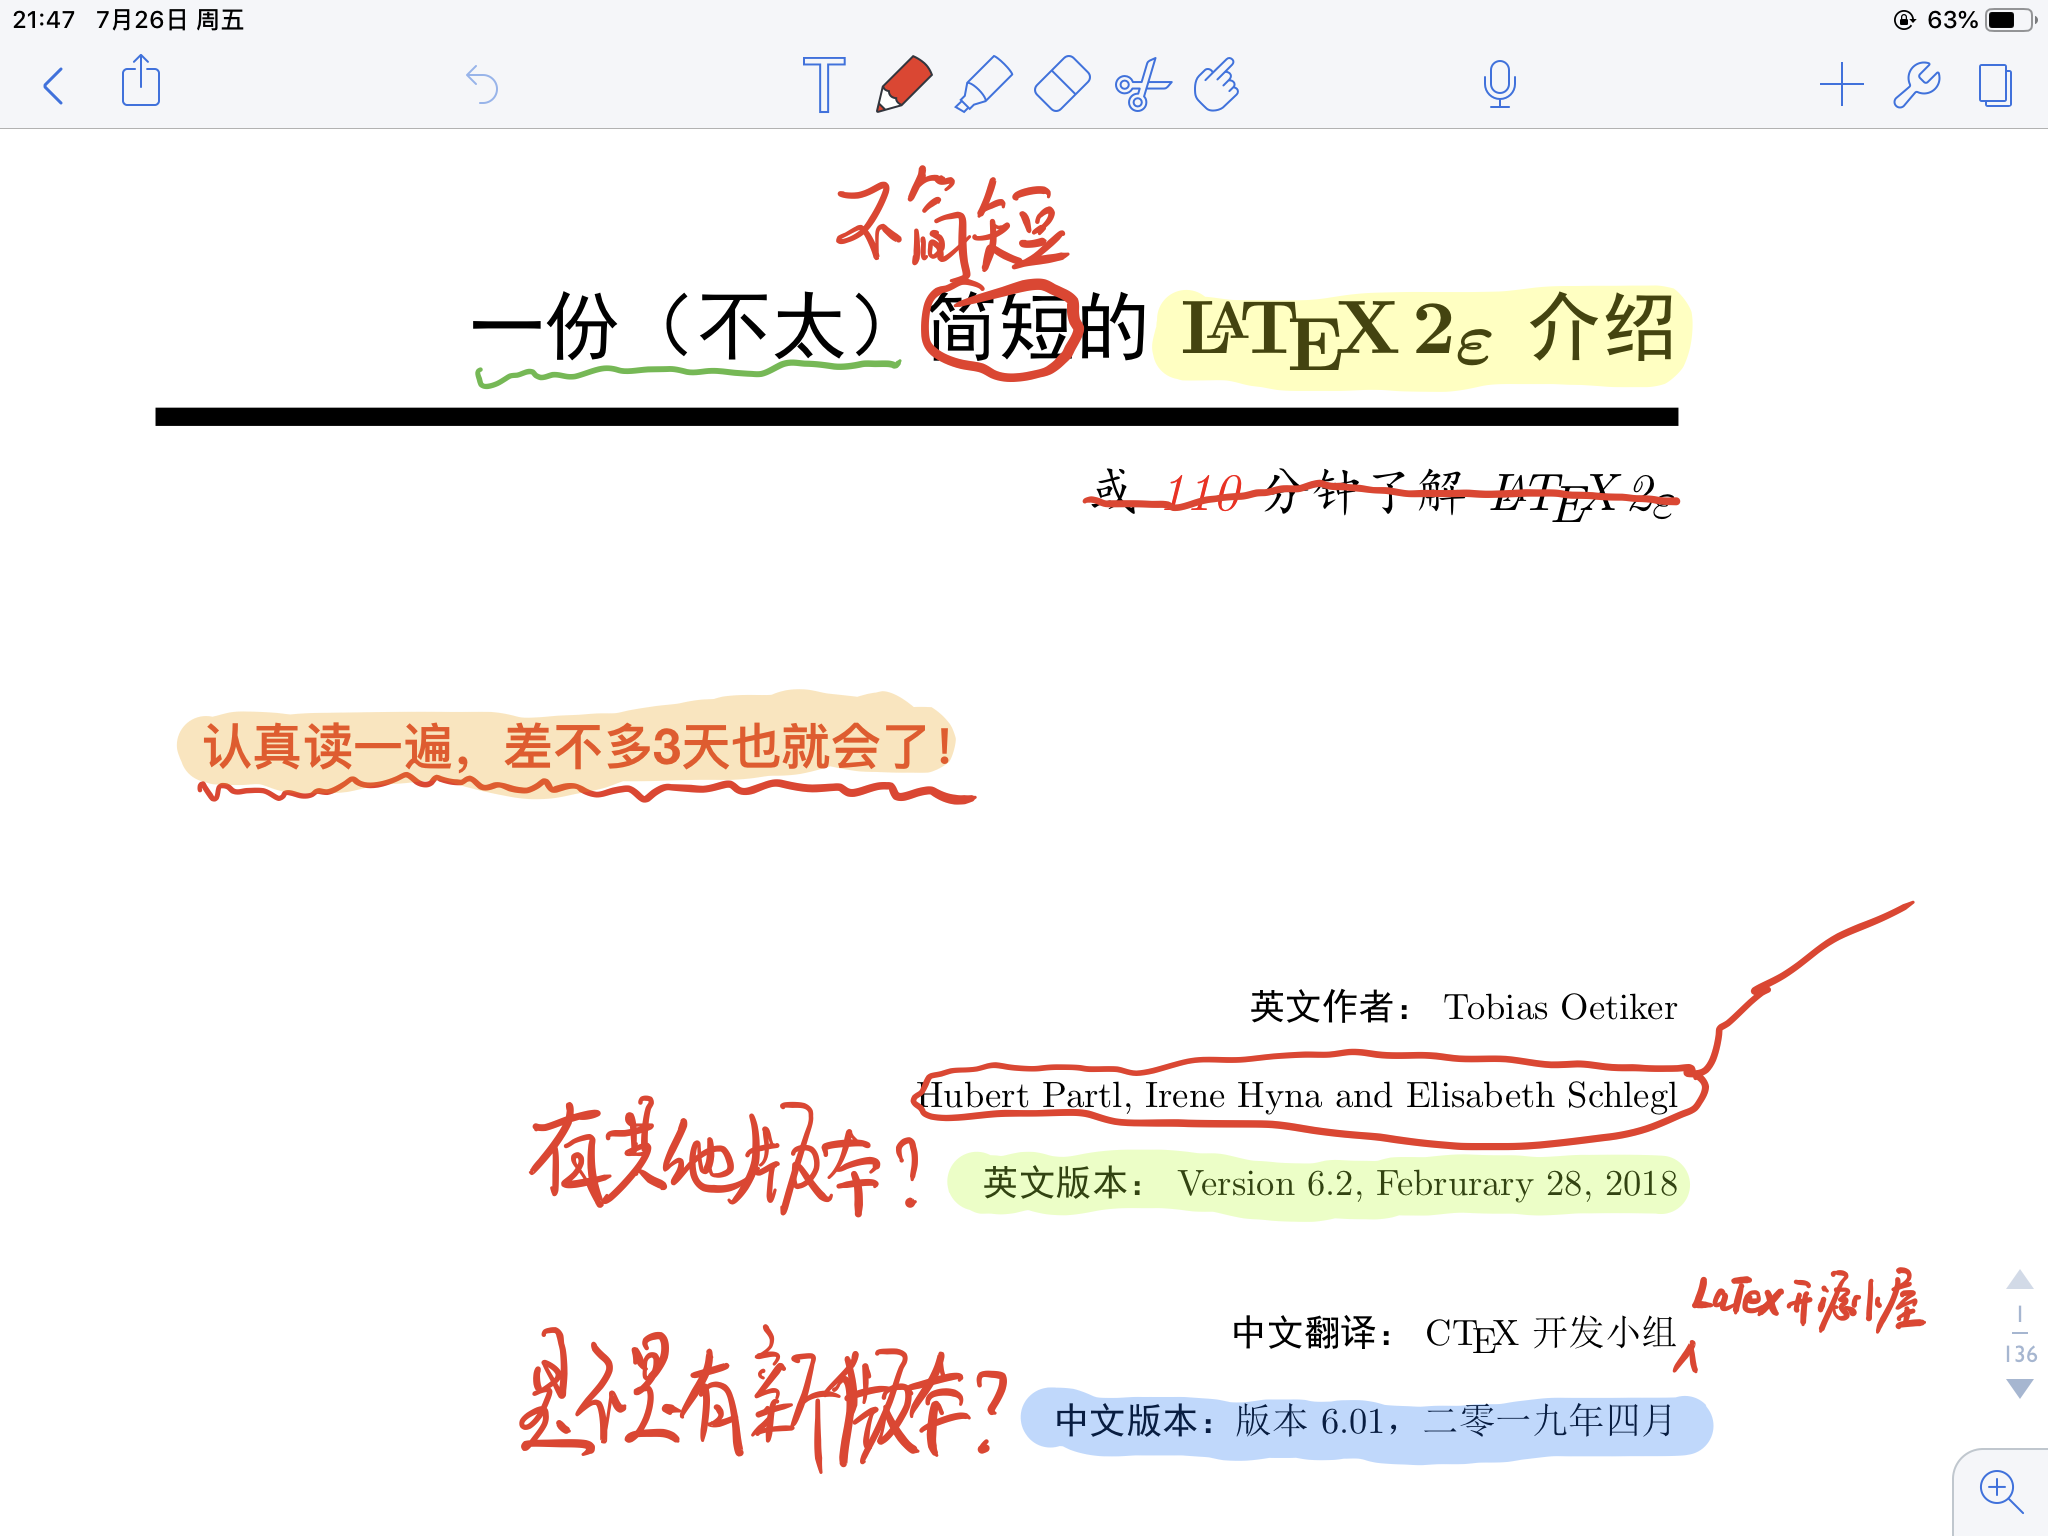 21:47 7月26日 周五 63%
不简短
一份（不太）简短的 LATEX 2ε 介绍
或 110 分钟了解 LATEX 2ε
认真读一遍，差不多3天也就会了！
英文作者： Tobias Oetiker
Hubert Partl, Irene Hyna and Elisabeth Schlegl
有其他版本？
英文版本： Version 6.2, Februrary 28, 2018
LaTex开源小屋
中文翻译： CTEX 开发小组
是不是有新版本？
中文版本：版本 6.01，二零一九年四月
1
136